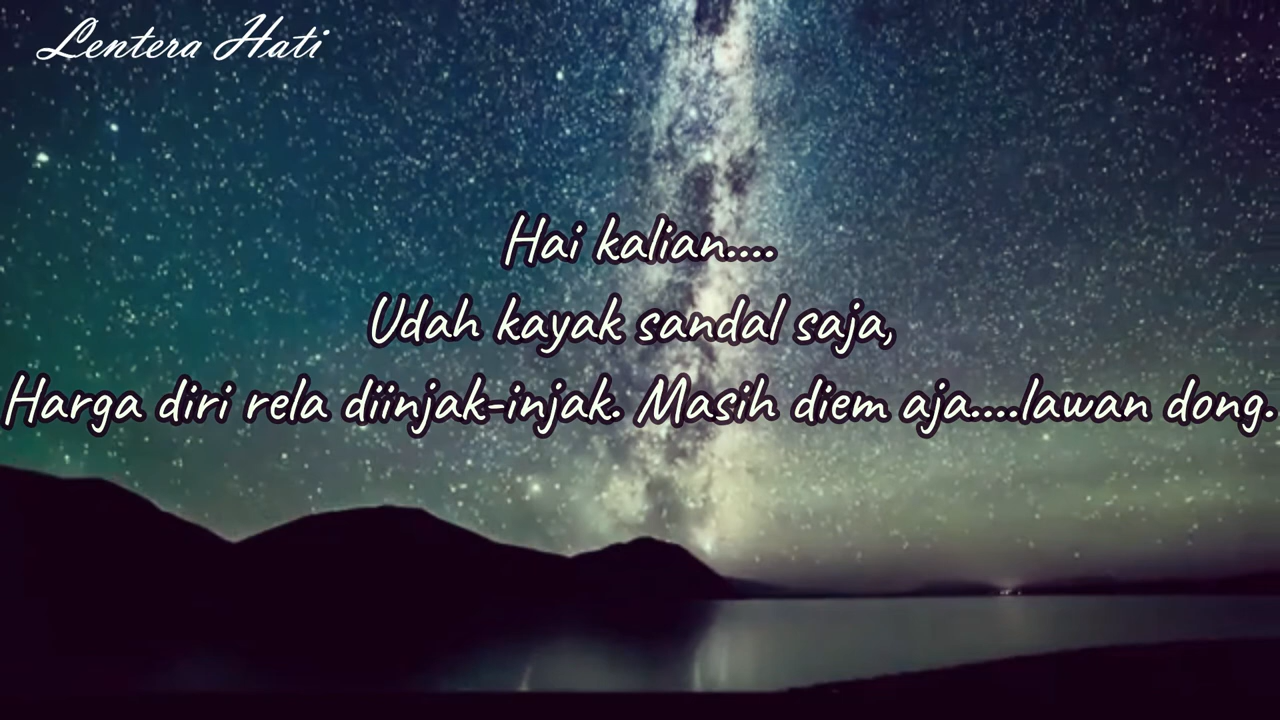 Lentera Hati
Hai kalian....
Udah kayak sandal saja,
Harga diri rela diinjak-injak. Masih diem aja....lawan dong.